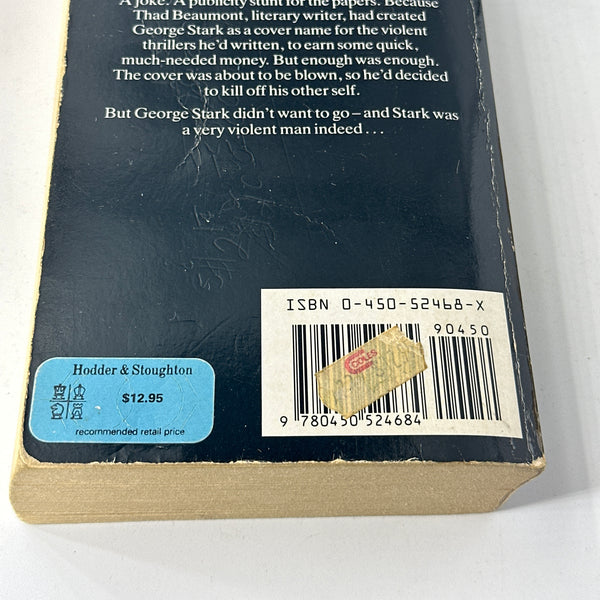 A joke. A publicity stunt for the papers. Because
Thad Beaumont, literary writer, had created
George Stark as a cover name for the violent
thrillers he'd written, to earn some quick,
much-needed money. But enough was enough.
The cover was about to be blown, so he'd decided
to kill off his other self.
But George Stark didn't want to go – and Stark was
a very violent man indeed . . .
ISBN 0-450-52468-X
90450
COLES
9 780450 524684
Hodder & Stoughton
$12.95
recommended retail price